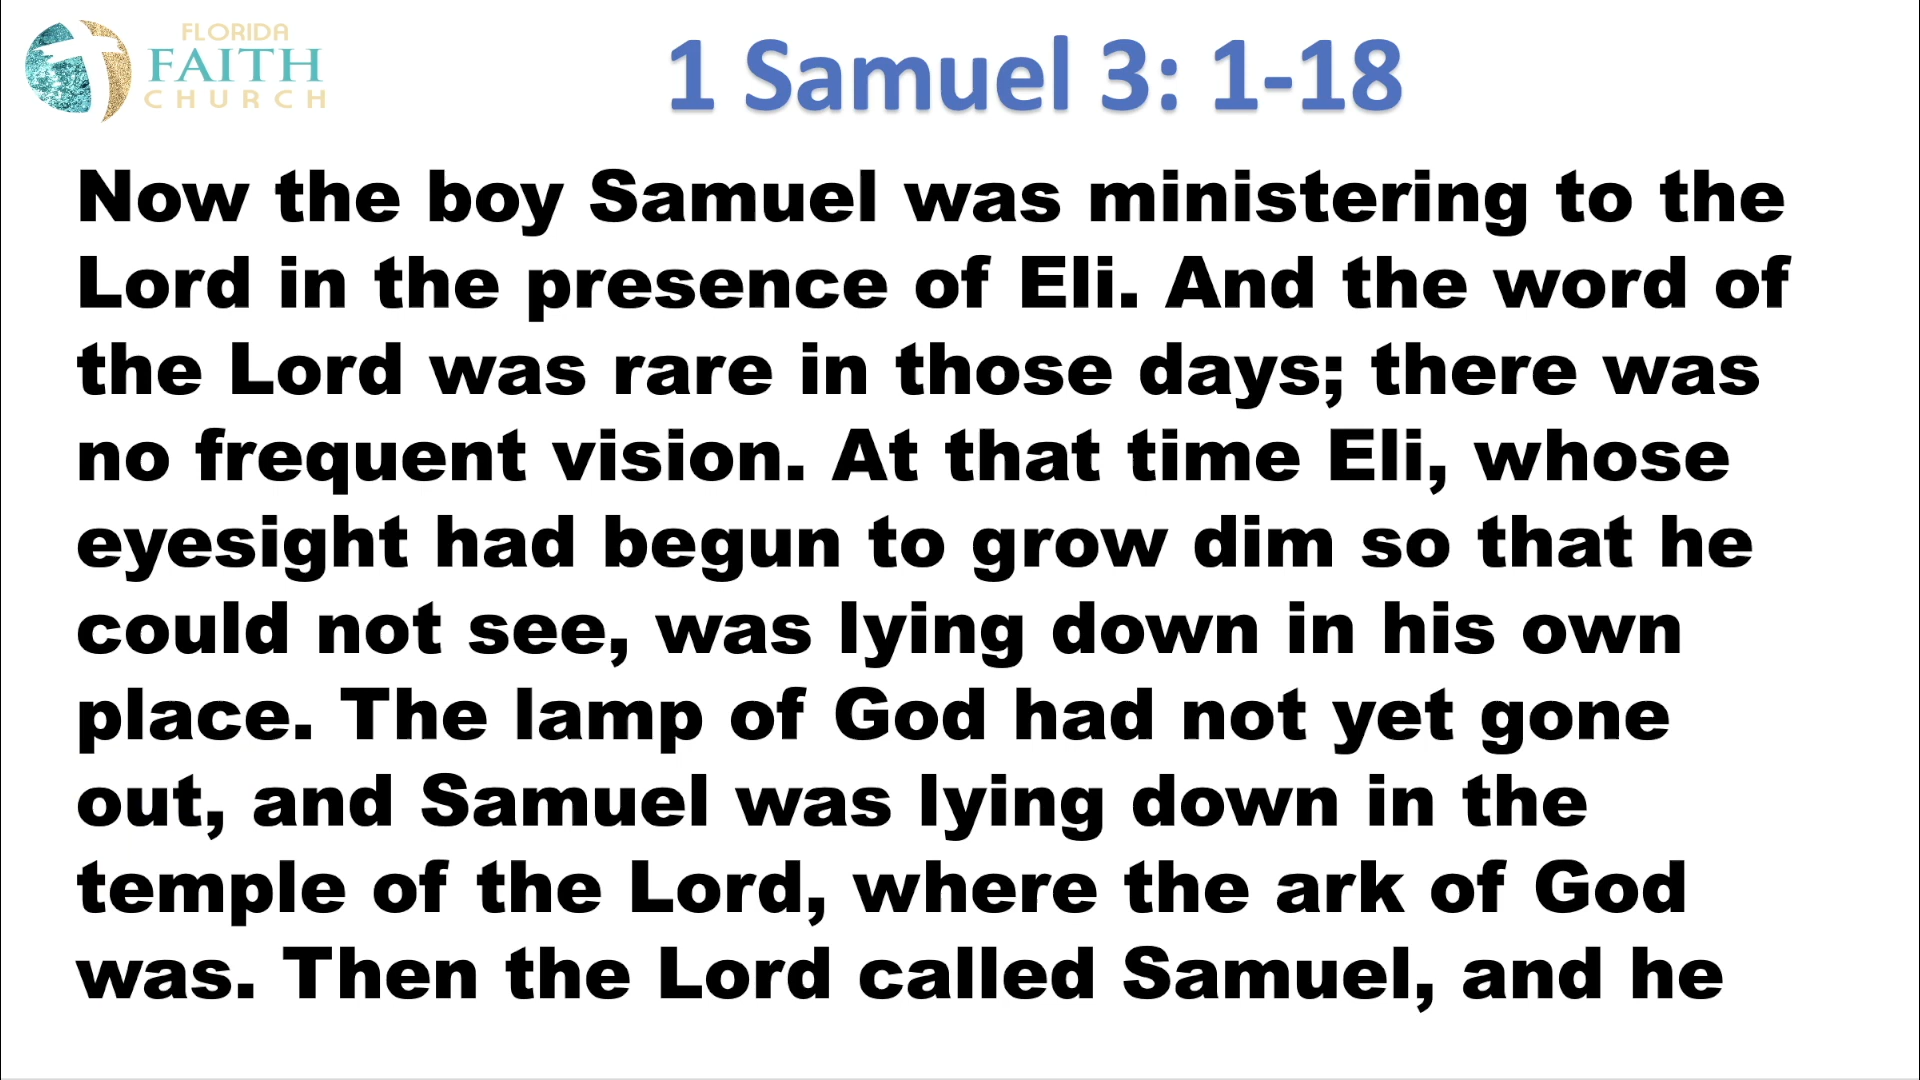 FLORIDA
FAITH
CHURCH
1 Samuel 3: 1-18
Now the boy Samuel was ministering to the
Lord in the presence of Eli. And the word of
the Lord was rare in those days; there was
no frequent vision. At that time Eli, whose
eyesight had begun to grow dim so that he
could not see, was lying down in his own
place. The lamp of God had not yet gone
out, and Samuel was lying down in the
temple of the Lord, where the ark of God
was. Then the Lord called Samuel, and he